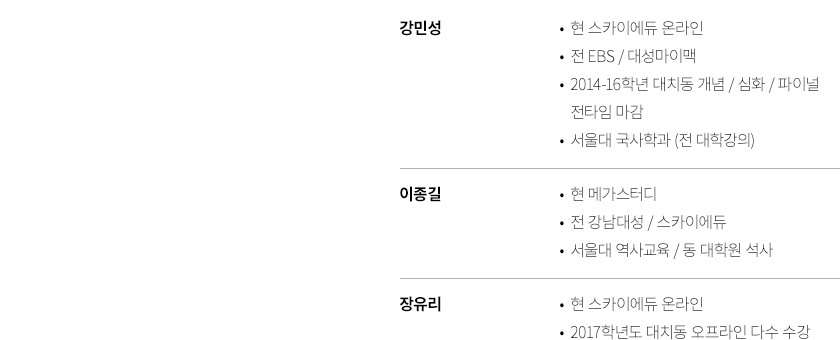 강민성
• 현 스카이에듀 온라인
• 전 EBS / 대성마이맥
• 2014-16학년 대치동 개념 / 심화 / 파이널
전타임 마감
• 서울대 국사학과 (전 대학강의)
이종길
• 현 메가스터디
• 전 강남대성 / 스카이에듀
• 서울대 역사교육 / 동 대학원 석사
장유리
• 현 스카이에듀 온라인
• 2017학년도 대치동 오프라인 다수 수강